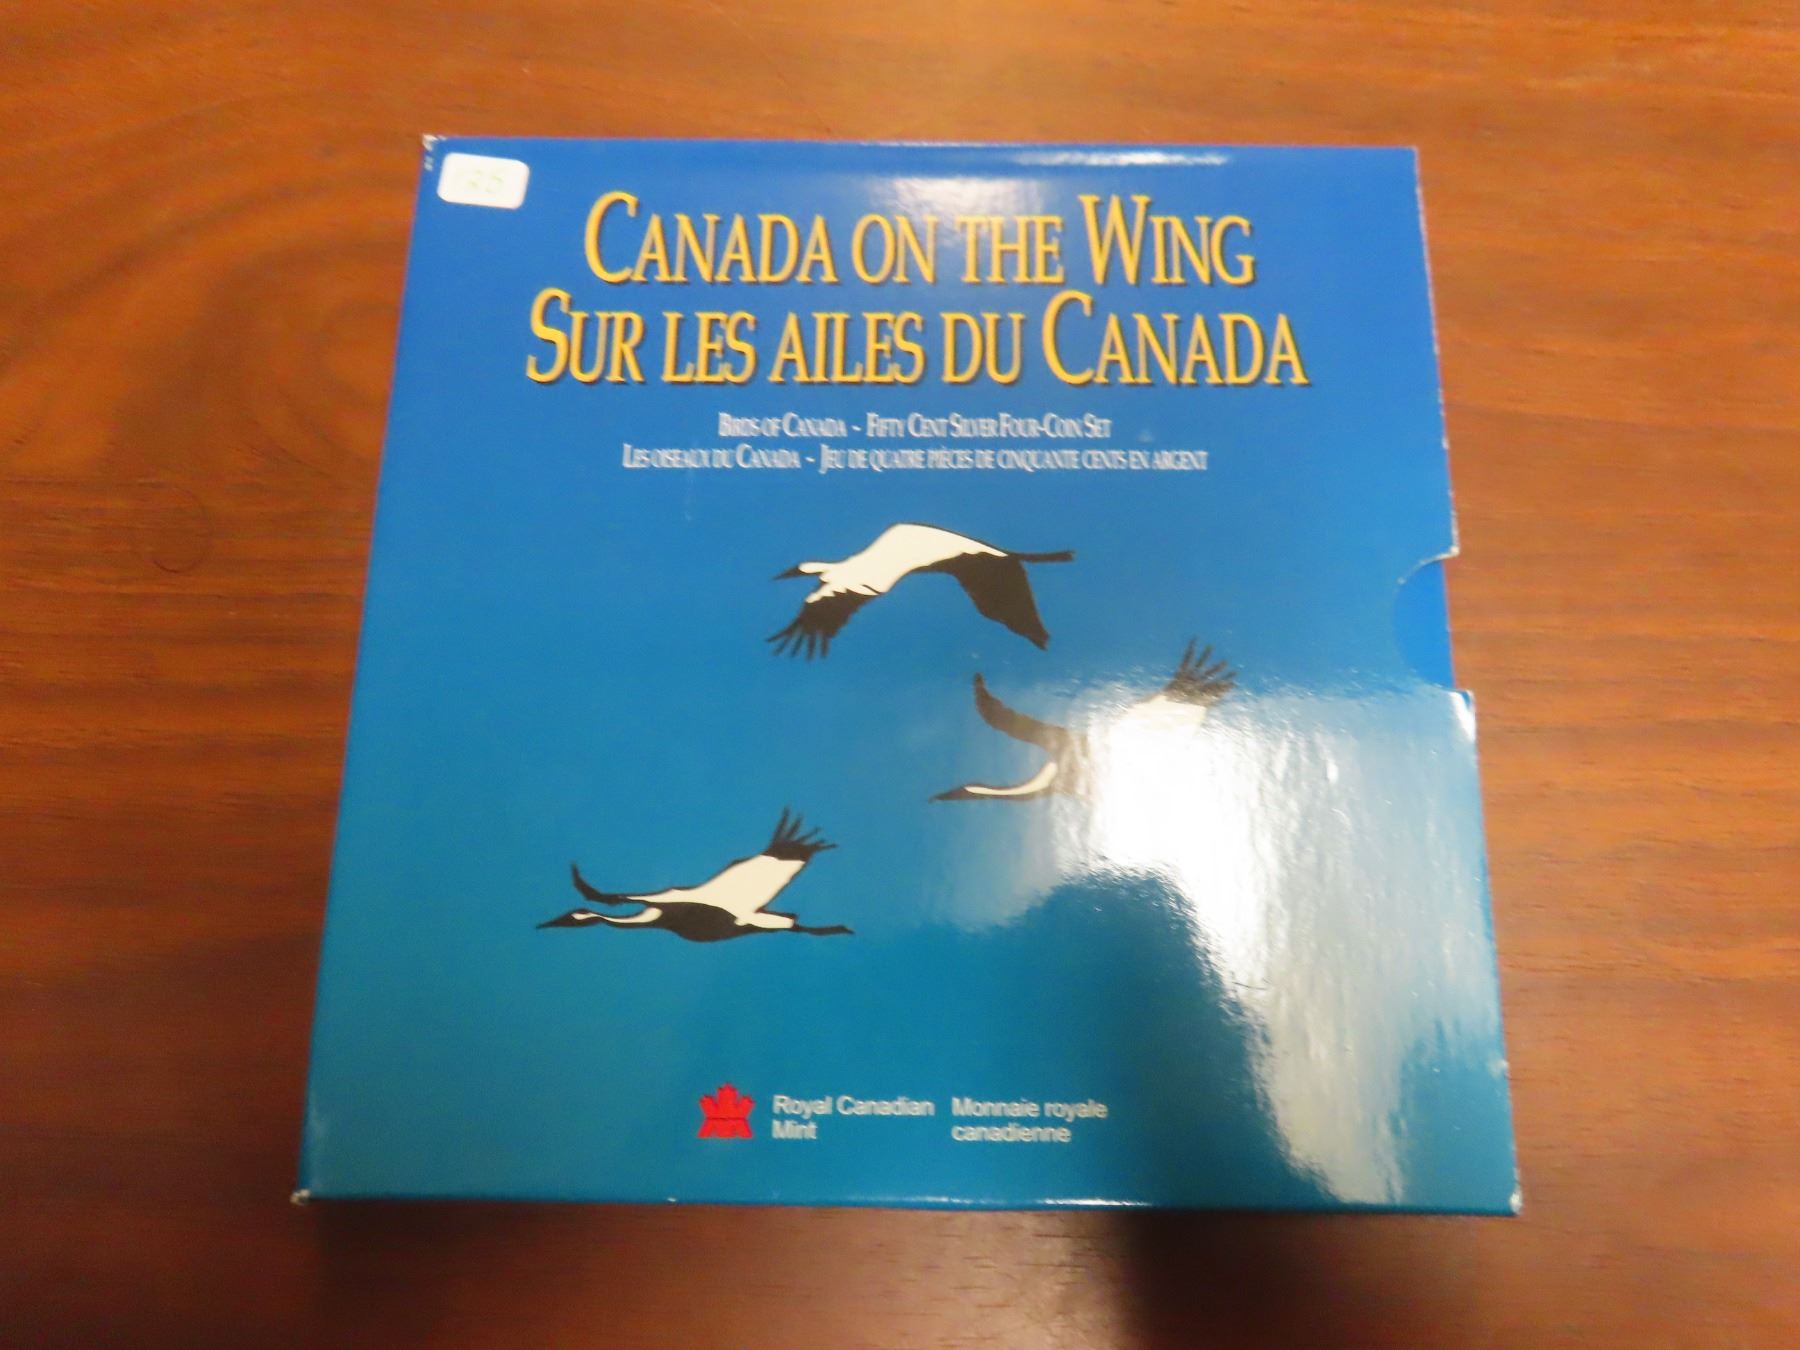 CANADA ON THE WING
SUR LES AILES DU CANADA
BIRDS OF CANADA ~ FIFTY CENT SILVER FOUR-COIN SET
LES OISEAUX DU CANADA ~ JEU DE QUATRE PIÈCES DE CINQUANTE CENTS EN ARGENT
Royal Canadian Mint
Monnaie royale canadienne